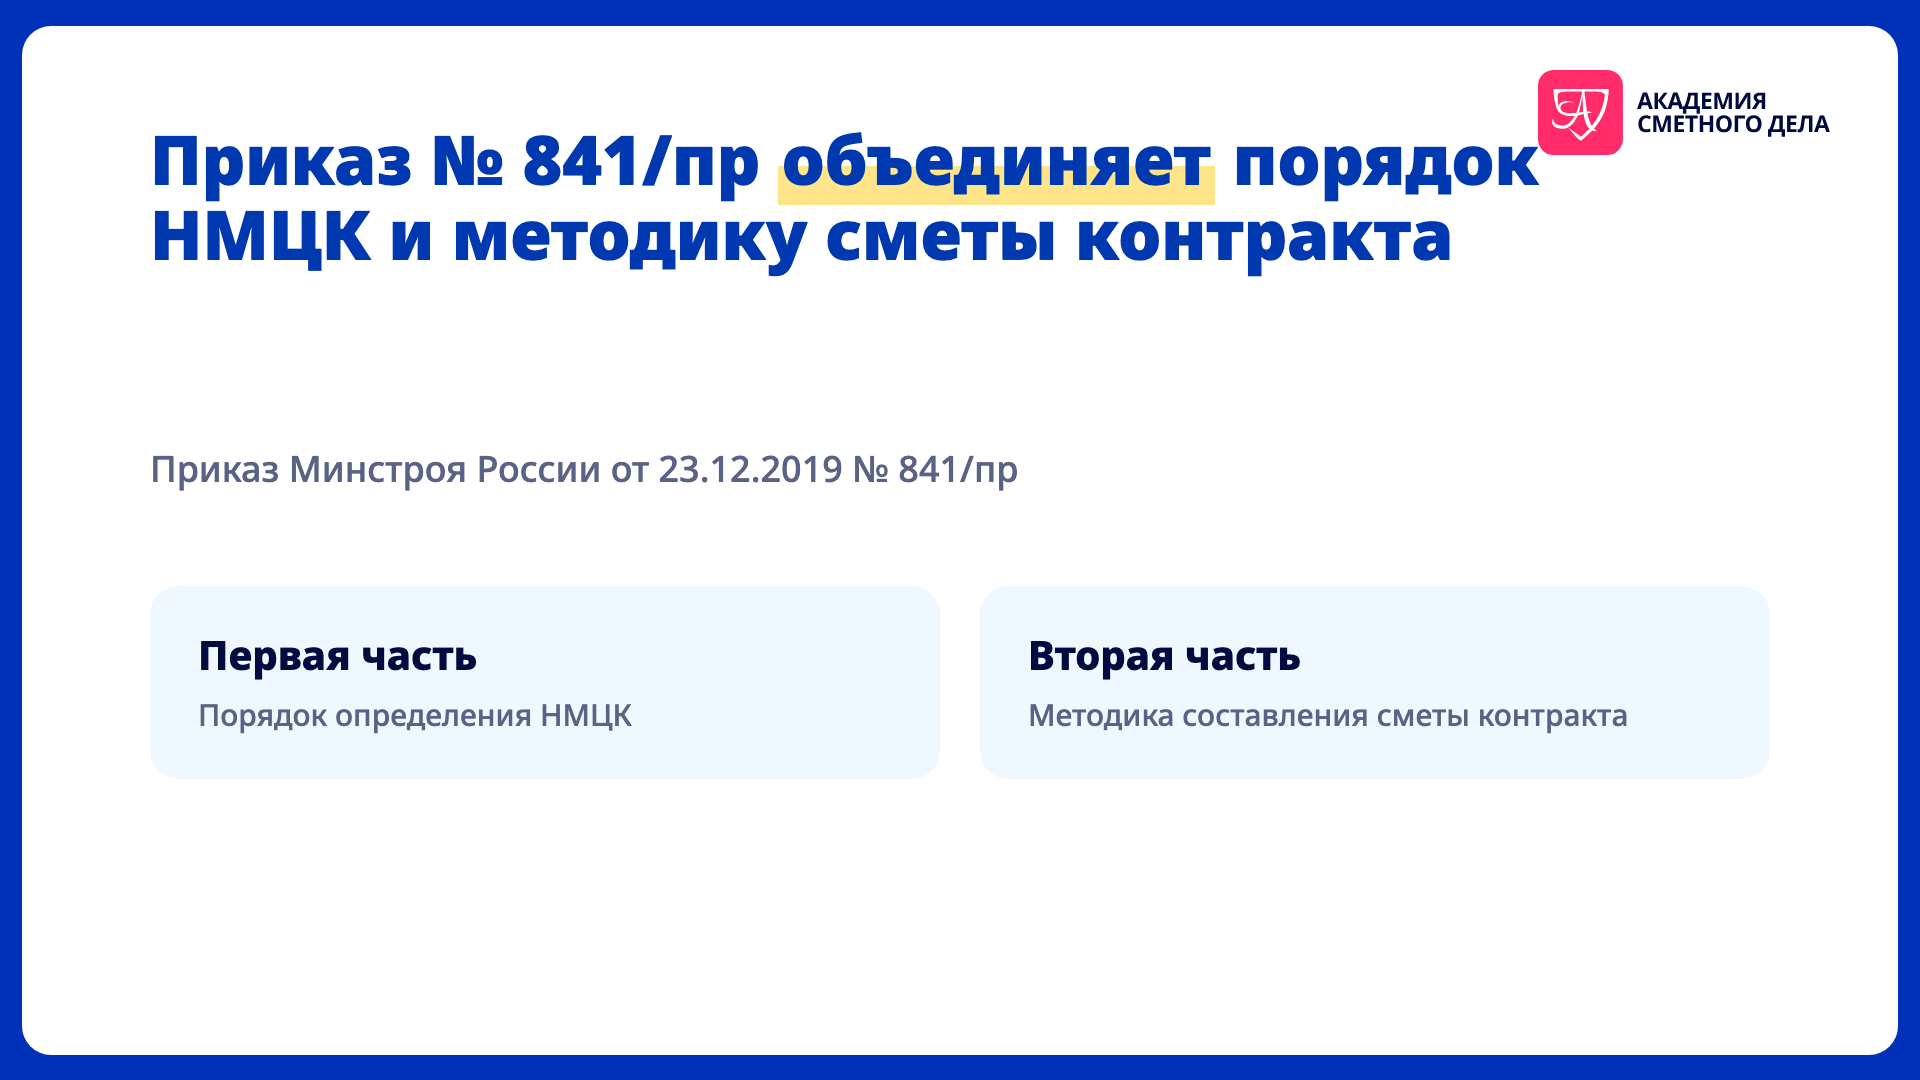 Приказ № 841/пр объединяет порядок
НМЦК и методику сметы контракта
АКАДЕМИЯ
СМЕТНОГО ДЕЛА
Приказ Минстроя России от 23.12.2019 № 841/пр
Первая часть
Порядок определения НМЦК
Вторая часть
Методика составления сметы контракта